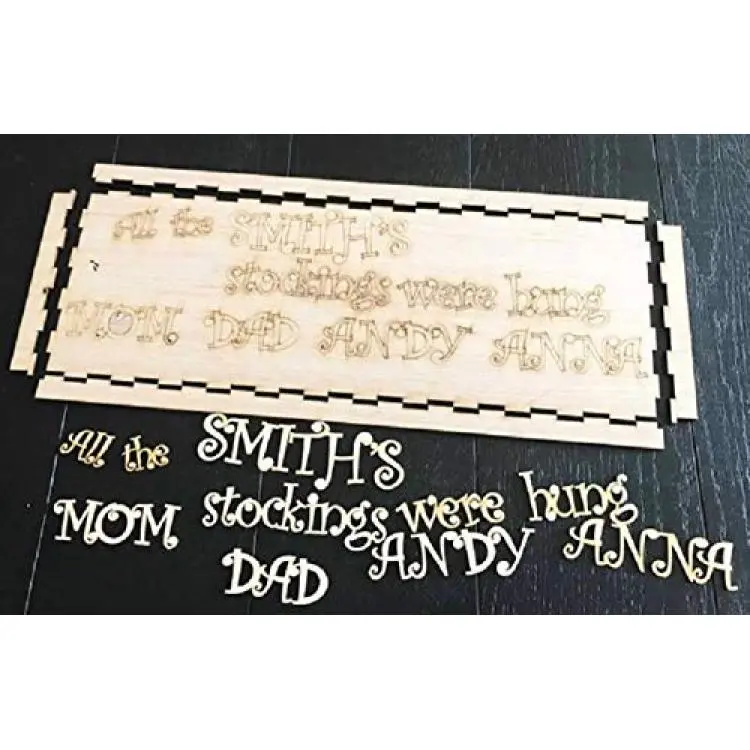 All the SMITH'S
stockings were hung
MOM DAD ANDY ANNA
All the SMITH'S
stockings were hung
MOM DAD ANDY ANNA